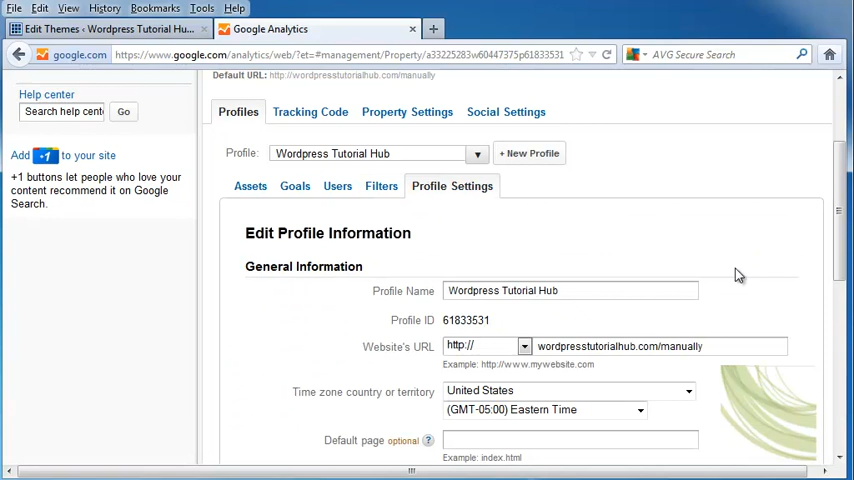 File Edit View History Bookmarks Tools Help
Edit Themes ‹ Wordpress Tutorial Hu...
Google Analytics
google.com https://www.google.com/analytics/web/?et=#management/Property/a33225283w60447375p61833531
AVG Secure Search
Default URL: http://wordpresstutorialhub.com/manually
Help center
Search help cent
Go
Add +1 to your site
+1 buttons let people who love your
content recommend it on Google
Search.
Profiles Tracking Code Property Settings Social Settings
Profile: Wordpress Tutorial Hub + New Profile
Assets Goals Users Filters Profile Settings
Edit Profile Information
General Information
Profile Name Wordpress Tutorial Hub
Profile ID 61833531
Website's URL http:// wordpresstutorialhub.com/manually
Example: http://www.mywebsite.com
Time zone country or territory United States
(GMT-05:00) Eastern Time
Default page optional ?
Example: index.html